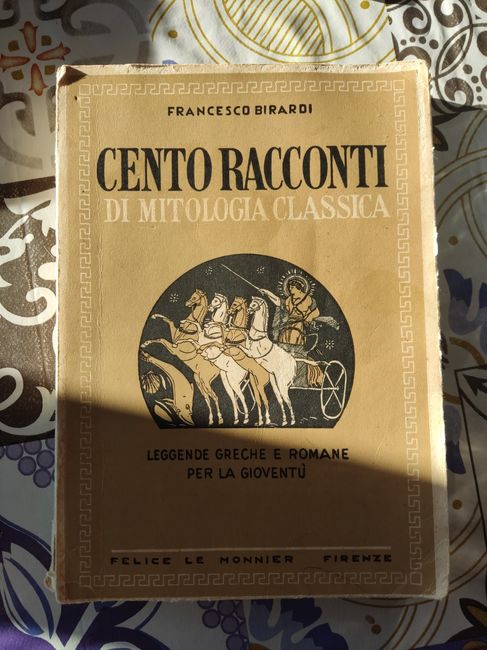 FRANCESCO BIRARDI
CENTO RACCONTI
DI MITOLOGIA CLASSICA
LEGGENDE GRECHE E ROMANE
PER LA GIOVENTÙ
FELICE LE MONNIER FIRENZE